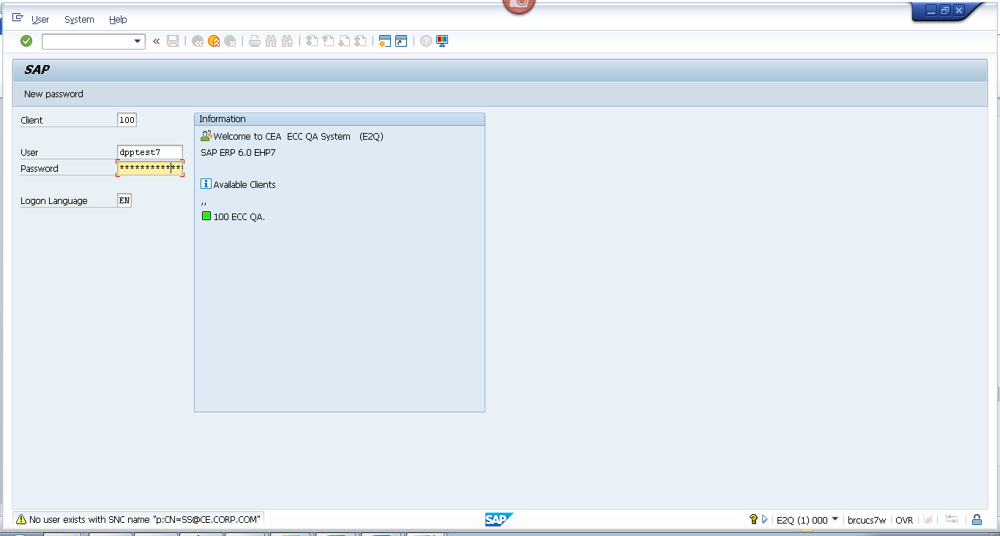 User System Help
SAP
New password
Client 100
Information
Welcome to CEA ECC QA System (E2Q)
SAP ERP 6.0 EHP7
User dpptest7
Password *************
Available Clients
Logon Language EN
,,
100 ECC QA.
No user exists with SNC name "p:CN=SS@CE.CORP.COM"
SAP
E2Q (1) 000
brcucs7w
OVR